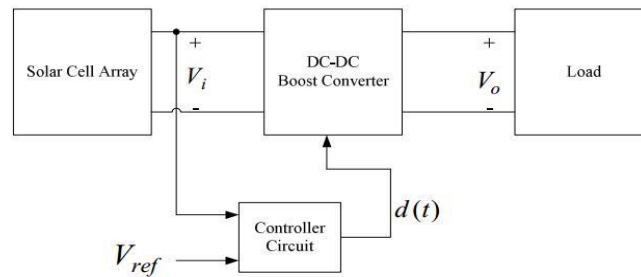 Solar Cell Array
+
V_i
-
DC-DC
Boost Converter
+
V_o
-
Load
Controller
Circuit
d(t)
V_ref